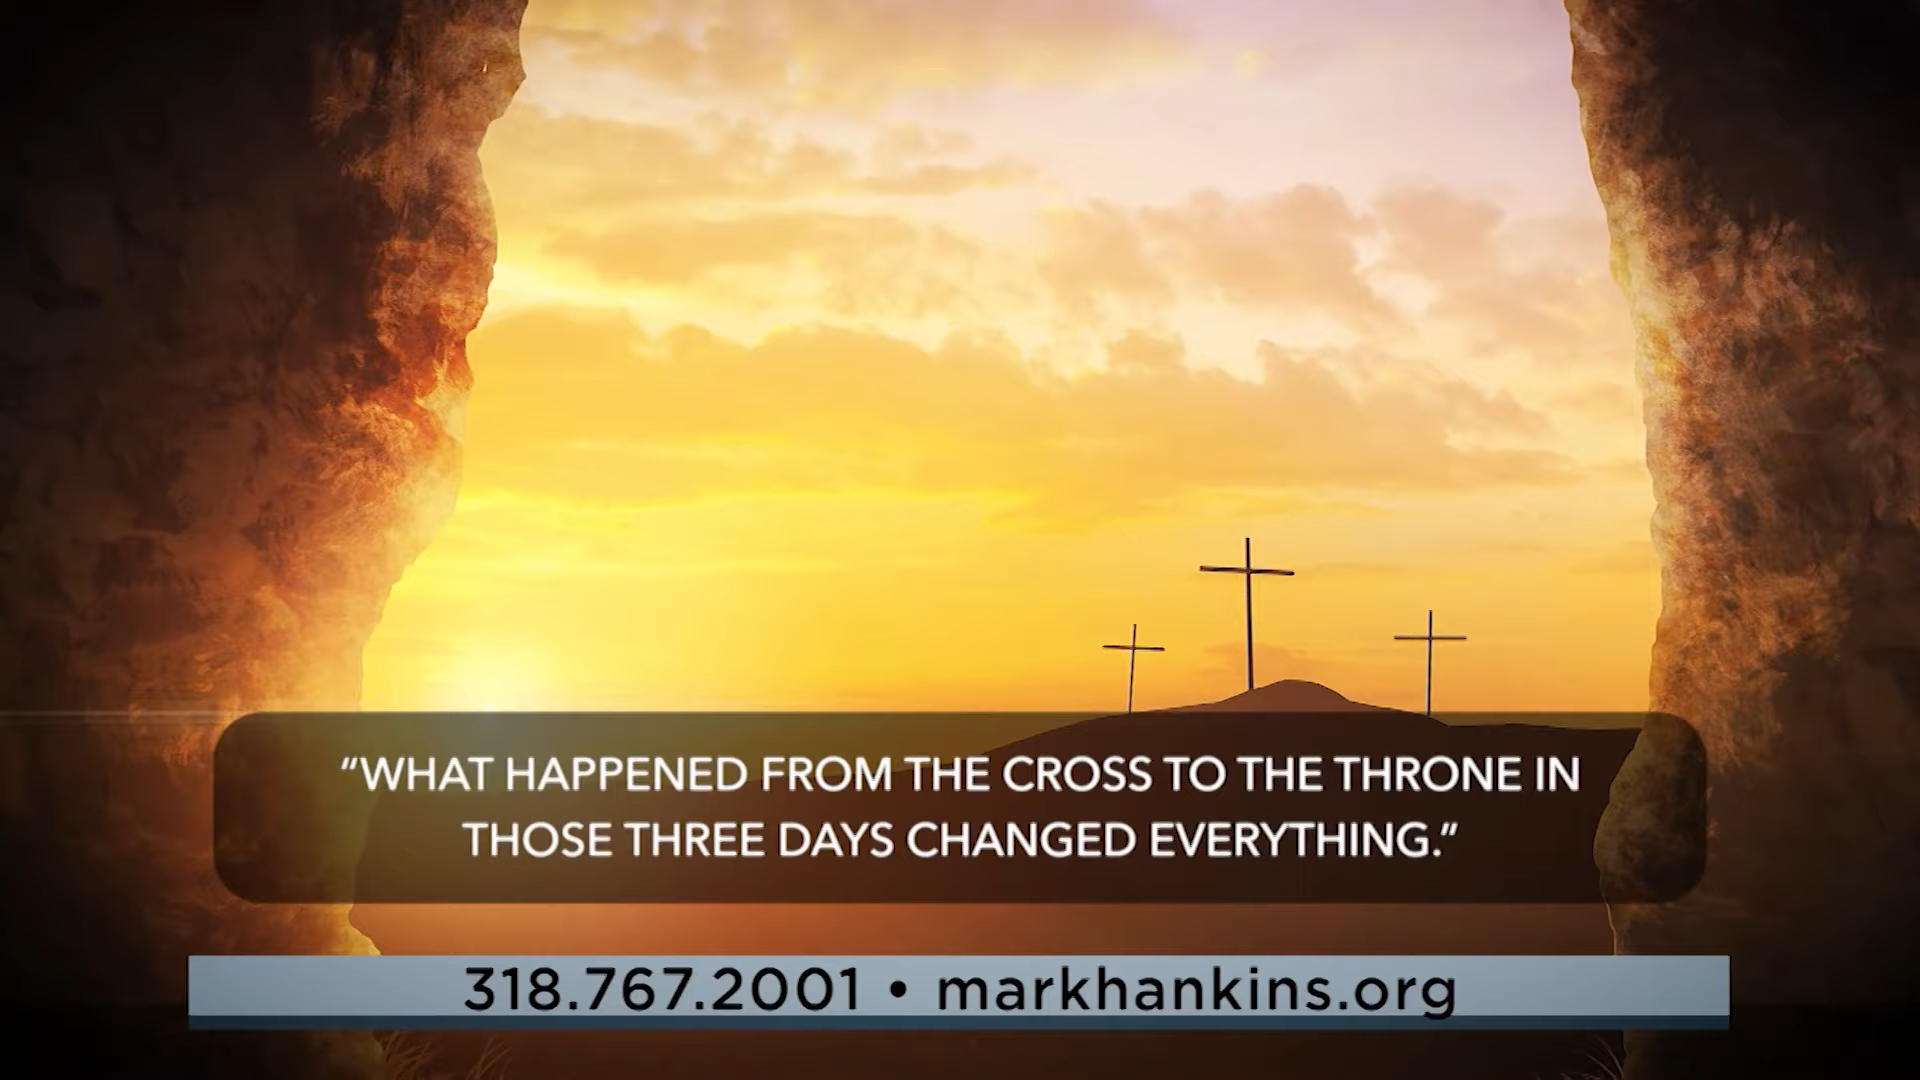 “WHAT HAPPENED FROM THE CROSS TO THE THRONE IN
THOSE THREE DAYS CHANGED EVERYTHING.”
318.767.2001 • markhankins.org